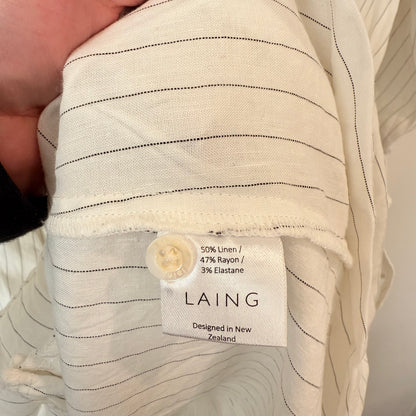 50% Linen /
47% Rayon /
3% Elastane
LAING
Designed in New
Zealand